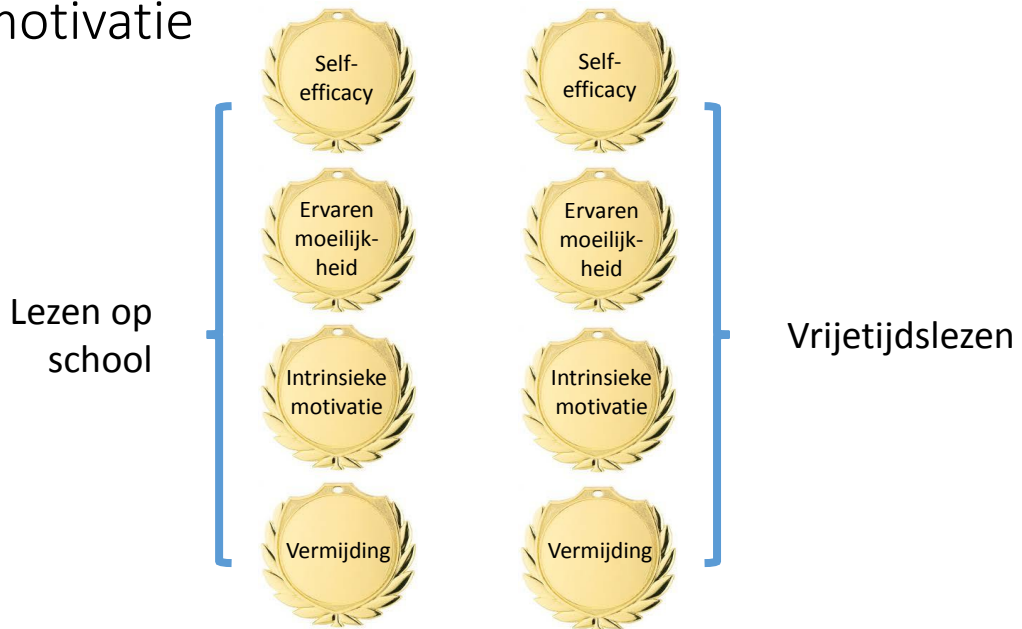 notivatie
Self-
efficacy
Ervaren
moeilijk-
heid
Intrinsieke
motivatie
Vermijding
Self-
efficacy
Ervaren
moeilijk-
heid
Intrinsieke
motivatie
Vermijding
Lezen op
school
Vrijetijdslezen